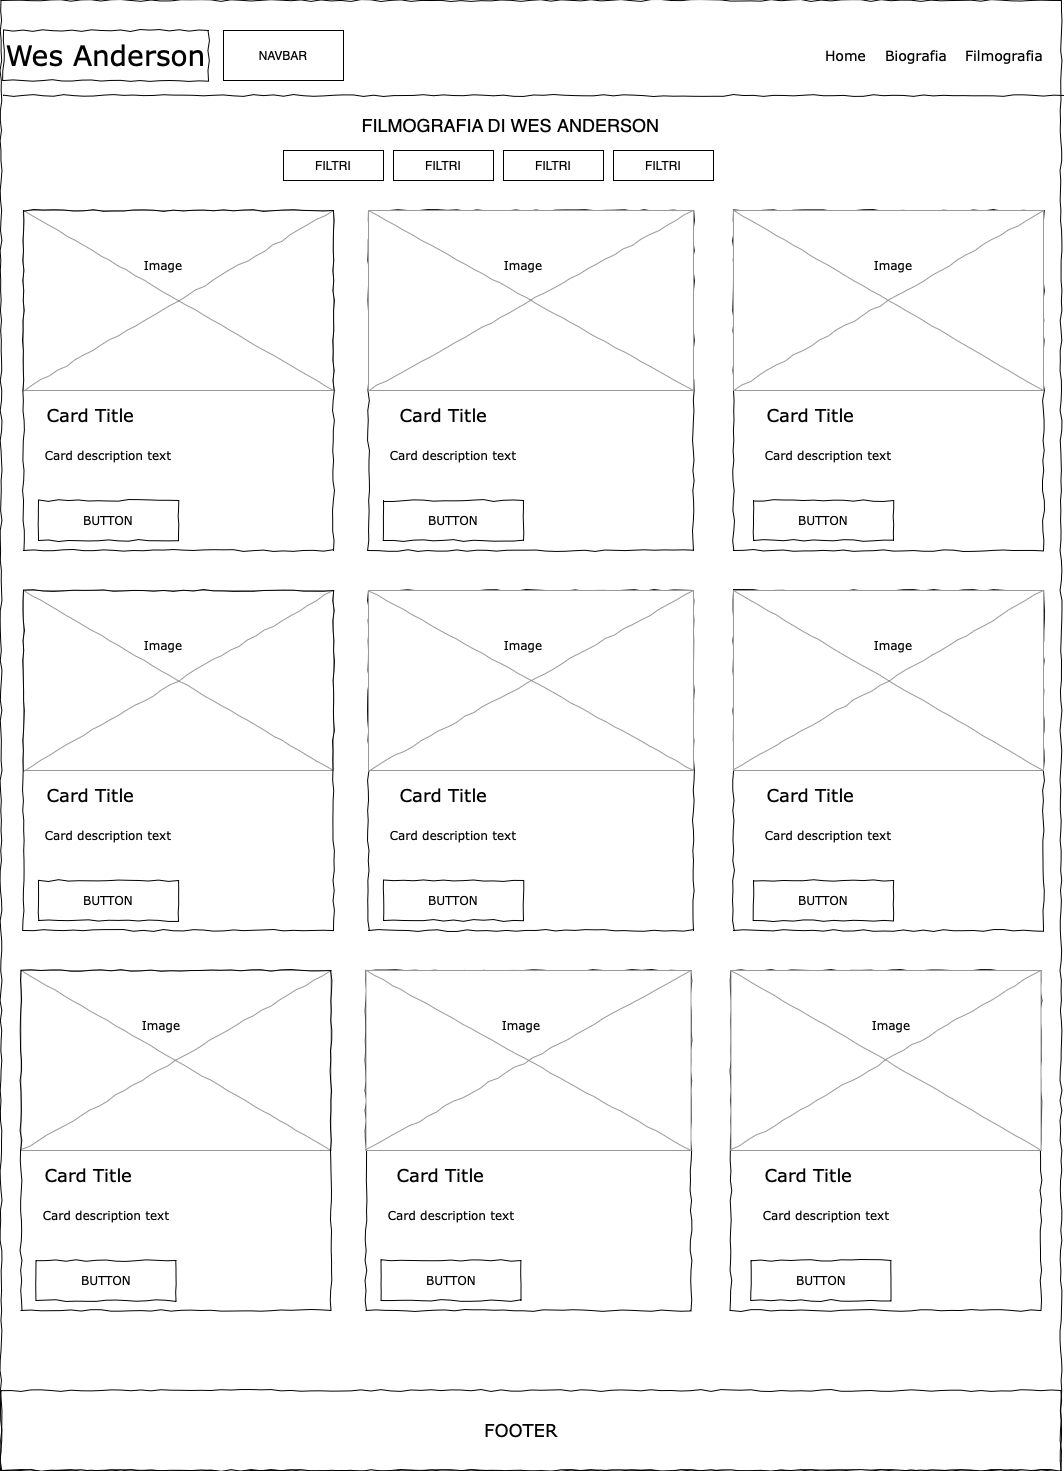 Wes Anderson NAVBAR Home Biografia Filmografia
FILMOGRAFIA DI WES ANDERSON
FILTRI FILTRI FILTRI FILTRI
Image Image Image
Card Title Card Title Card Title
Card description text Card description text Card description text
BUTTON BUTTON BUTTON
Image Image Image
Card Title Card Title Card Title
Card description text Card description text Card description text
BUTTON BUTTON BUTTON
Image Image Image
Card Title Card Title Card Title
Card description text Card description text Card description text
BUTTON BUTTON BUTTON
FOOTER